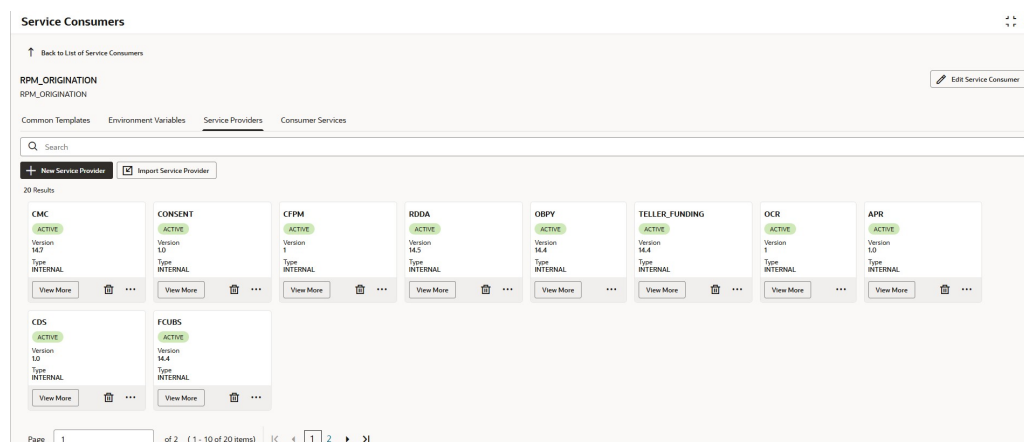 Service Consumers
Back to List of Service Consumers
RPM_ORIGINATION
RPM_ORIGINATION
Edit Service Consumer
Common Templates Environment Variables Service Providers Consumer Services
Search
New Service Provider Import Service Provider
20 Results
CMC
ACTIVE
Version
14.7
Type
INTERNAL
View More
CONSENT
ACTIVE
Version
1.0
Type
INTERNAL
View More
CFPM
ACTIVE
Version
1
Type
INTERNAL
View More
RDDA
ACTIVE
Version
14.5
Type
INTERNAL
View More
OBPY
ACTIVE
Version
14.4
Type
INTERNAL
View More
TELLER_FUNDING
ACTIVE
Version
14.4
Type
INTERNAL
View More
OCR
ACTIVE
Version
1
Type
INTERNAL
View More
APR
ACTIVE
Version
1.0
Type
INTERNAL
View More
CDS
ACTIVE
Version
1.0
Type
INTERNAL
View More
FCUBS
ACTIVE
Version
14.4
Type
INTERNAL
View More
Page 1 of 2 (1 - 10 of 20 items) 1 2